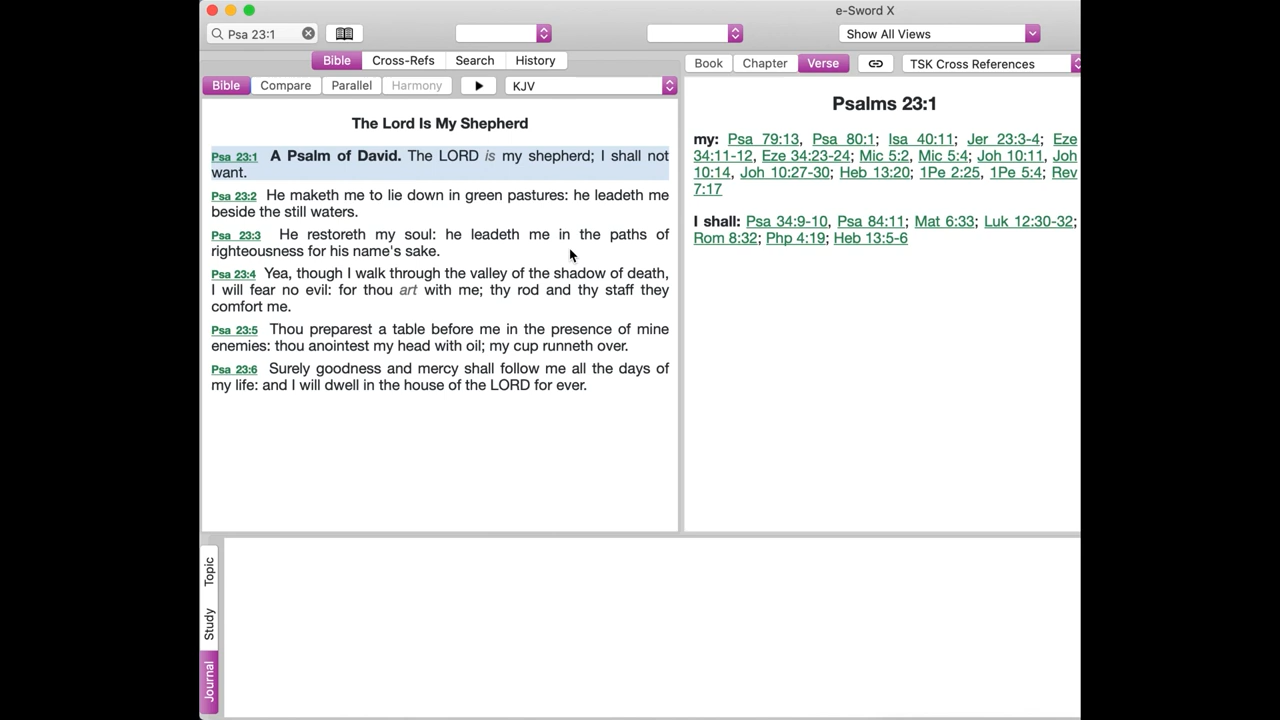 e-Sword X
Psa 23:1
Show All Views
Bible Cross-Refs Search History
Book Chapter Verse TSK Cross References
Bible Compare Parallel Harmony KJV
The Lord Is My Shepherd
Psa 23:1 A Psalm of David. The LORD is my shepherd; I shall not
want.
Psa 23:2 He maketh me to lie down in green pastures: he leadeth me
beside the still waters.
Psa 23:3 He restoreth my soul: he leadeth me in the paths of
righteousness for his name's sake.
Psa 23:4 Yea, though I walk through the valley of the shadow of death,
I will fear no evil: for thou art with me; thy rod and thy staff they
comfort me.
Psa 23:5 Thou preparest a table before me in the presence of mine
enemies: thou anointest my head with oil; my cup runneth over.
Psa 23:6 Surely goodness and mercy shall follow me all the days of
my life: and I will dwell in the house of the LORD for ever.
Psalms 23:1
my: Psa 79:13, Psa 80:1; Isa 40:11; Jer 23:3-4; Eze
34:11-12, Eze 34:23-24; Mic 5:2, Mic 5:4; Joh 10:11, Joh
10:14, Joh 10:27-30; Heb 13:20; 1Pe 2:25, 1Pe 5:4; Rev
7:17
I shall: Psa 34:9-10, Psa 84:11; Mat 6:33; Luk 12:30-32;
Rom 8:32; Php 4:19; Heb 13:5-6
Topic
Study
Journal